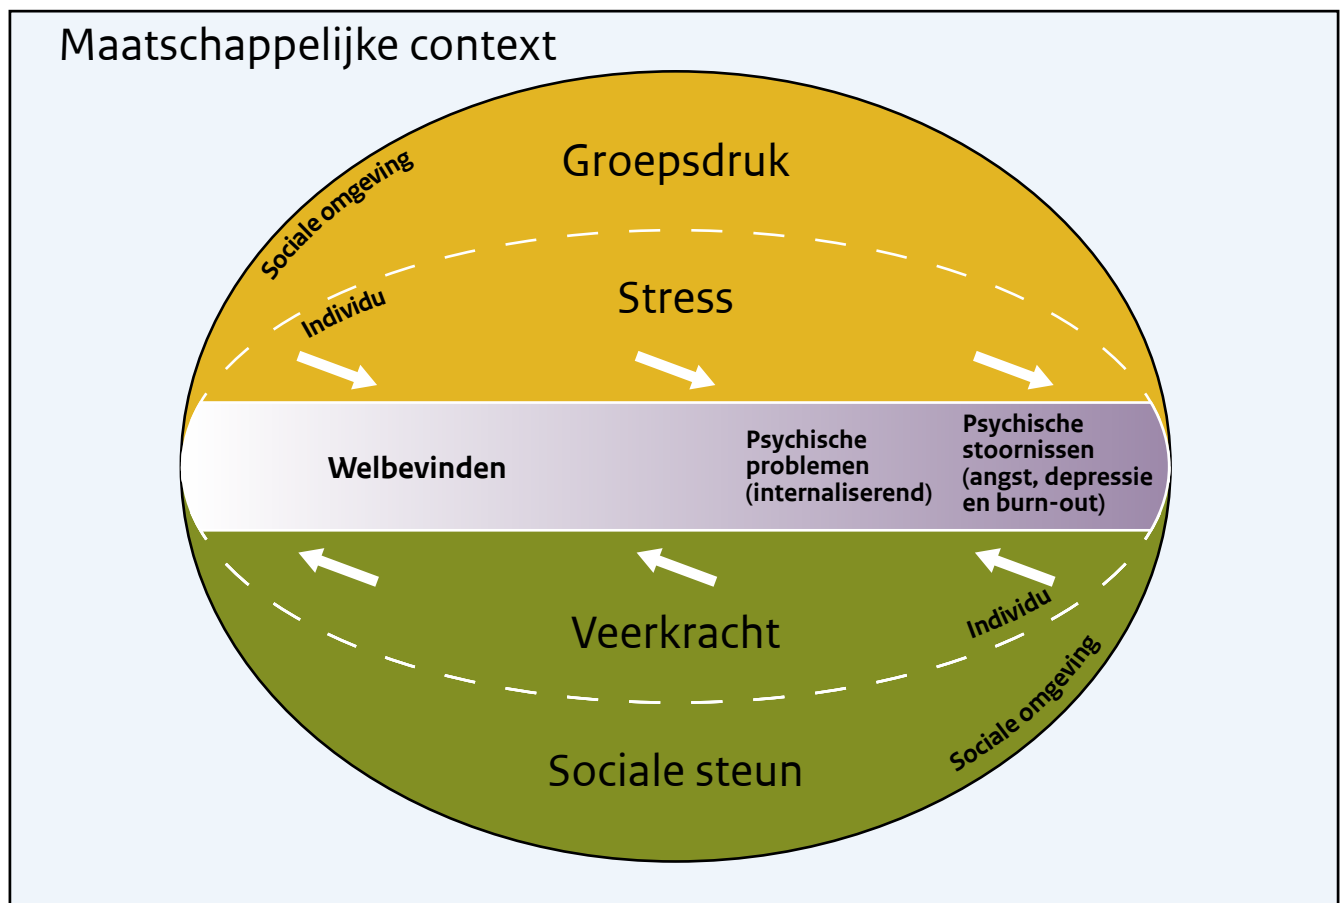 Maatschappelijke context
Groepsdruk
Sociale omgeving
Stress
Individu
Welbevinden
Psychische
problemen
(internaliserend)
Psychische
stoornissen
(angst, depressie
en burn-out)
Veerkracht
Individu
Sociale omgeving
Sociale steun